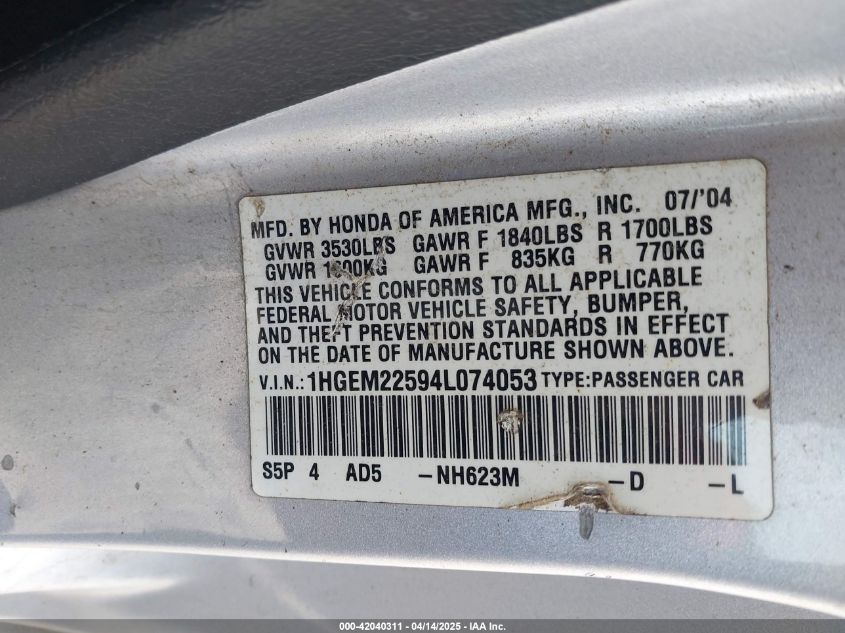 MFD. BY HONDA OF AMERICA MFG., INC. 07/'04
GVWR 3530LBS GAWR F 1840LBS R 1700LBS
GVWR 1600KG GAWR F 835KG R 770KG
THIS VEHICLE CONFORMS TO ALL APPLICABLE
FEDERAL MOTOR VEHICLE SAFETY, BUMPER,
AND THEFT PREVENTION STANDARDS IN EFFECT
ON THE DATE OF MANUFACTURE SHOWN ABOVE.
V.I.N.: 1HGEM22594L074053 TYPE:PASSENGER CAR
S5P 4 AD5 -NH623M -D -L
000-42040311 - 04/14/2025 - IAA Inc.